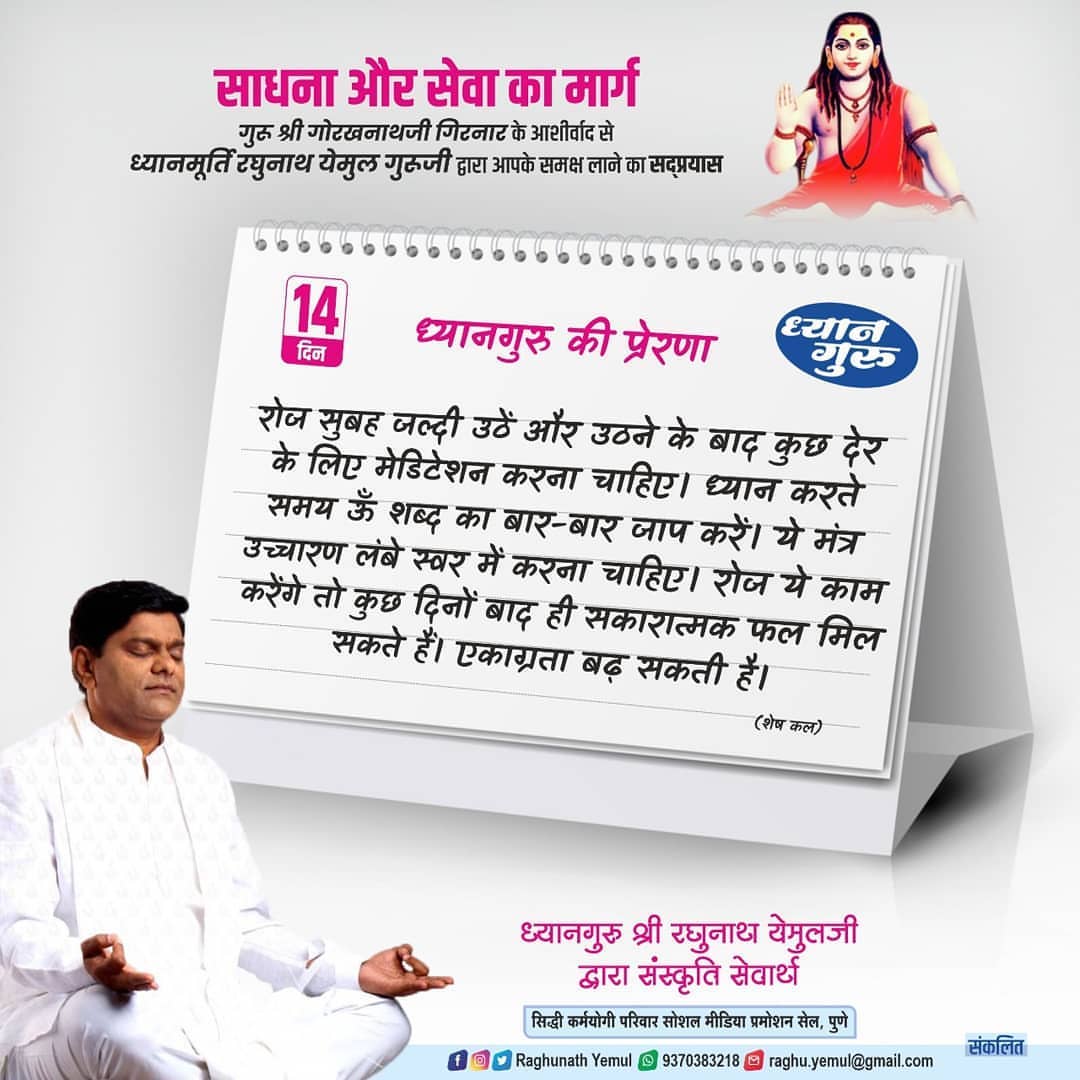 साधना और सेवा का मार्ग
गुरू श्री गोरखनाथजी गिरनार के आशीर्वाद से
ध्यानमूर्ति रघुनाथ येमुल गुरूजी द्वारा आपके समक्ष लाने का सद्प्रयास
14
दिन
ध्यानगुरु की प्रेरणा
ध्यान
गुरू
रोज सुबह जल्दी उठें और उठने के बाद कुछ देर
के लिए मेडिटेशन करना चाहिए। ध्यान करते
समय ऊँ शब्द का बार-बार जाप करें। ये मंत्र
उच्चारण लंबे स्वर में करना चाहिए। रोज ये काम
करेंगे तो कुछ दिनों बाद ही सकारात्मक फल मिल
सकते हैं। एकाग्रता बढ़ सकती है।
(शेष कल)
ध्यानगुरू श्री रघुनाथ येमुलजी
द्वारा संस्कृति सेवार्थ
सिद्धी कर्मयोगी परिवार सोशल मीडिया प्रमोशन सेल, पुणे
Raghunath Yemul 9370383218 raghu.yemul@gmail.com
संकलित